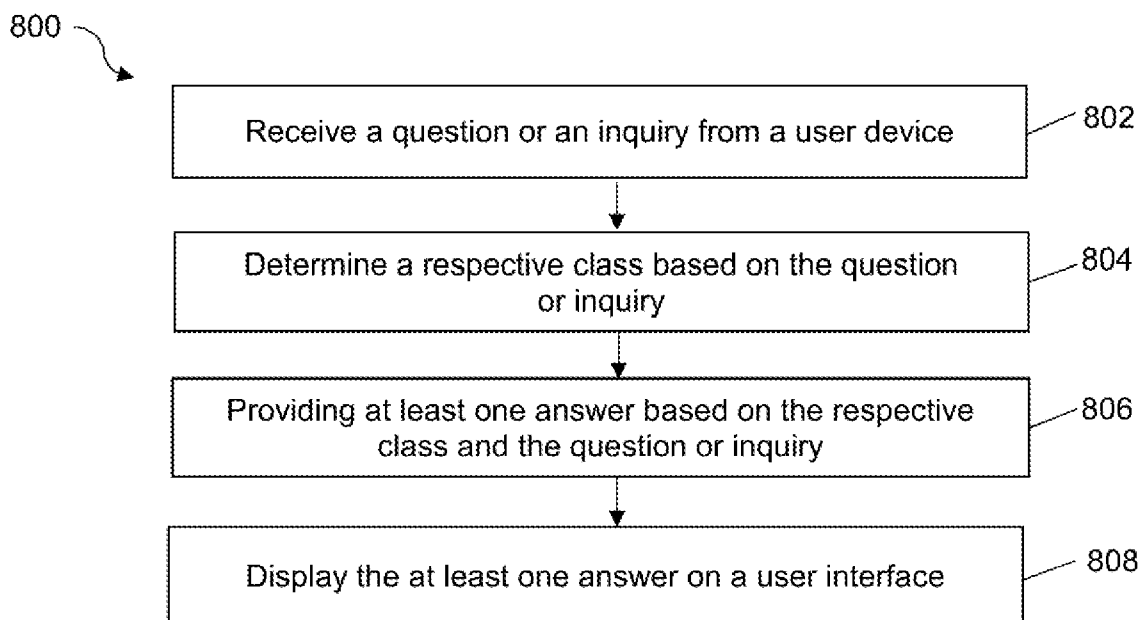 800
Receive a question or an inquiry from a user device
802
Determine a respective class based on the question
or inquiry
804
Providing at least one answer based on the respective
class and the question or inquiry
806
Display the at least one answer on a user interface
808